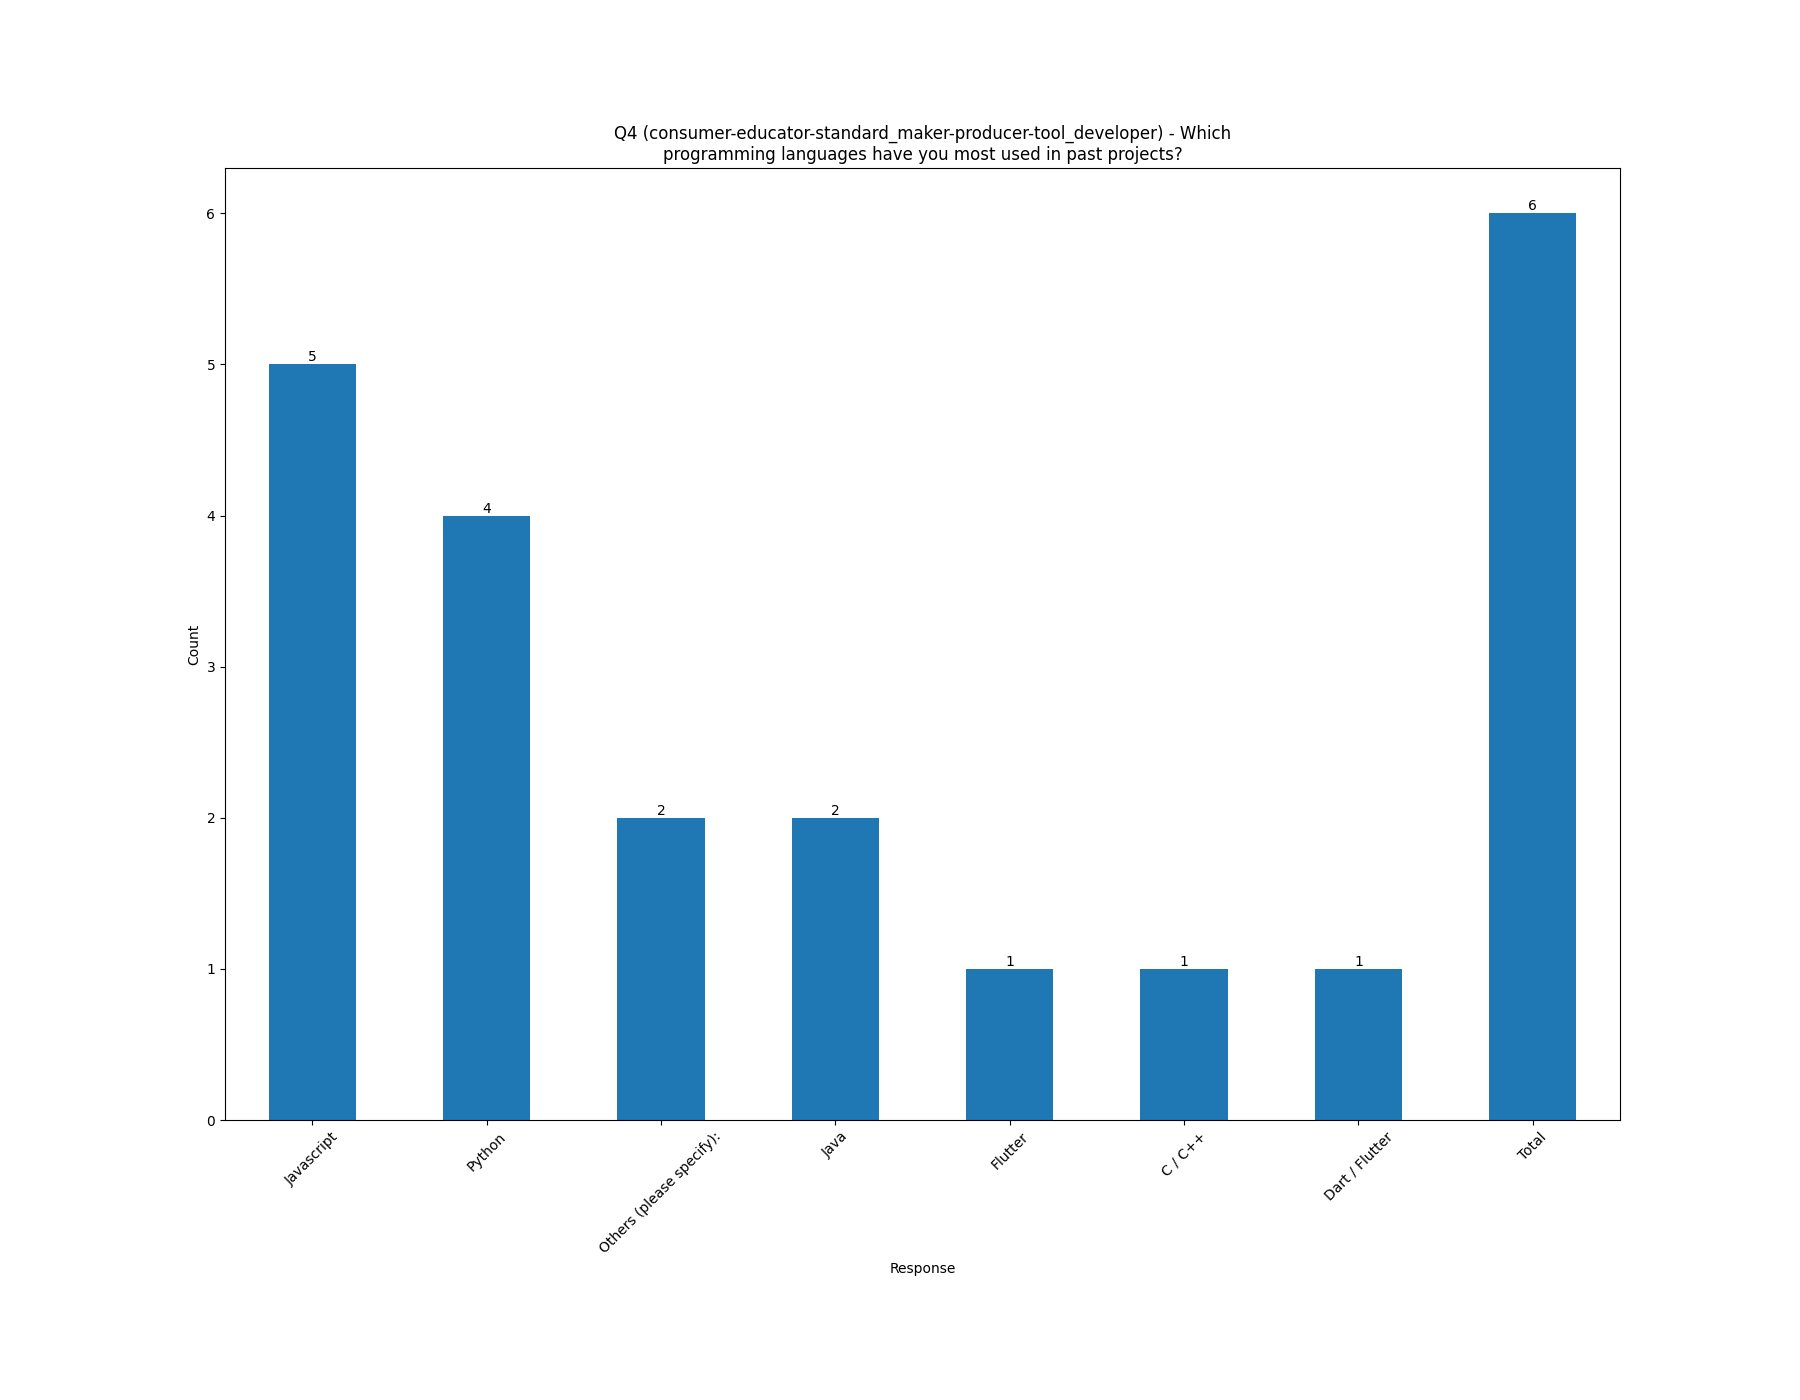 Q4 (consumer-educator-standard_maker-producer-tool_developer) - Which
programming languages have you most used in past projects?
Count
6
5
4
3
2
1
0
5
4
2
2
1
1
1
6
Javascript
Python
Others (please specify):
Java
Flutter
C / C++
Dart / Flutter
Total
Response